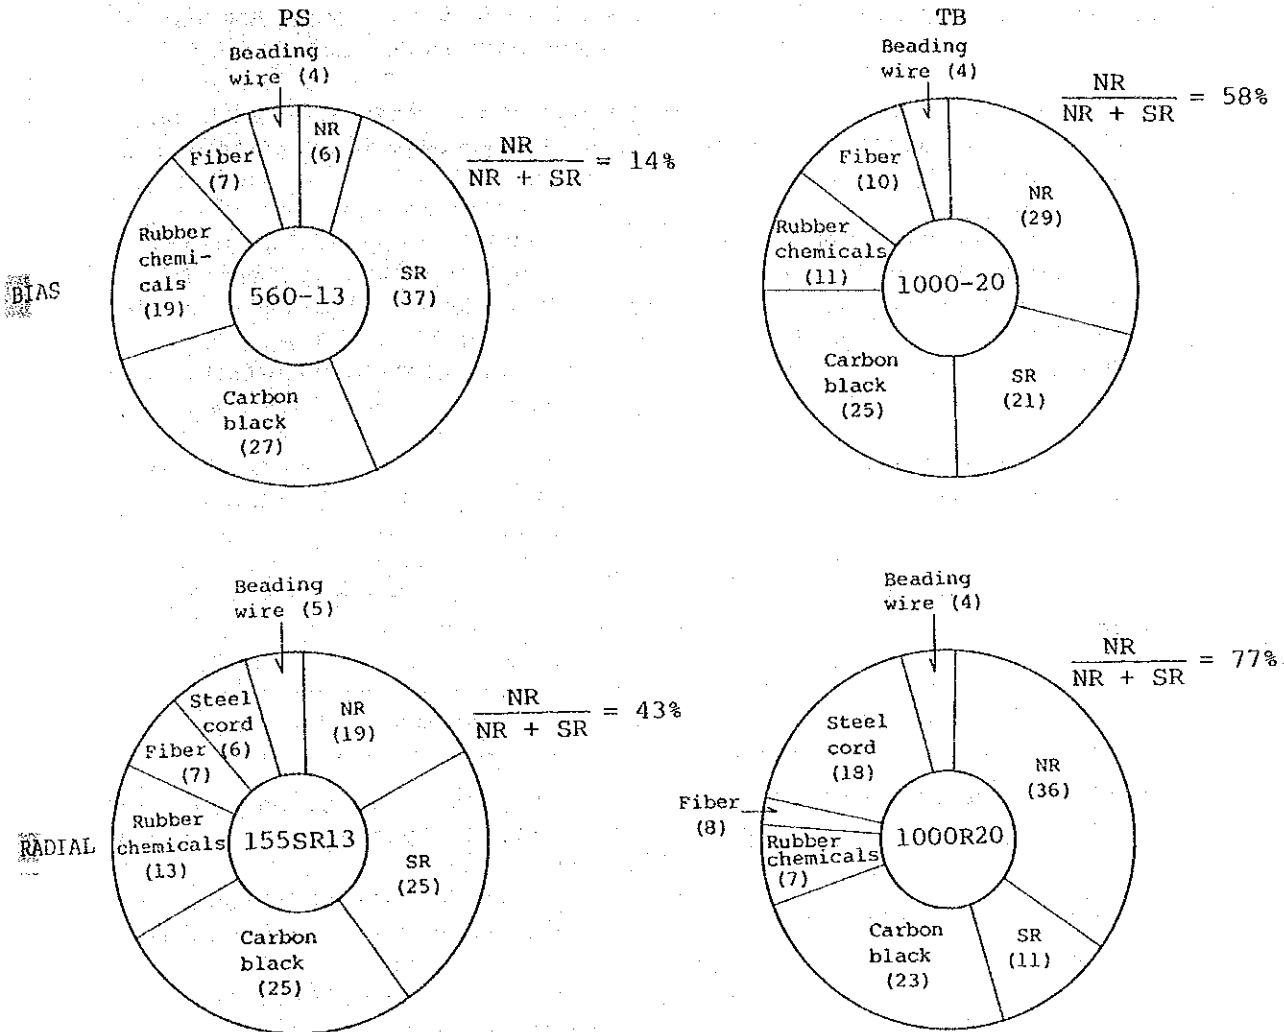 PS
Beading
wire (4)
NR
(6)
Fiber
(7)
Rubber
chemi-
cals
(19)
560-13
SR
(37)
Carbon
black
(27)
NR
NR + SR = 14%
TB
Beading
wire (4)
NR
NR + SR = 58%
Fiber
(10)
NR
(29)
Rubber
chemicals
(11)
1000-20
Carbon
black
(25)
SR
(21)
BIAS
Beading
wire (5)
Steel
cord
(6)
NR
(19)
NR
NR + SR = 43%
Fiber
(7)
Rubber
chemicals
(13)
155SR13
SR
(25)
Carbon
black
(25)
RADIAL
Beading
wire (4)
NR
NR + SR = 77%
Steel
cord
(18)
NR
(36)
Fiber
(8)
Rubber
chemicals
(7)
1000R20
Carbon
black
(23)
SR
(11)